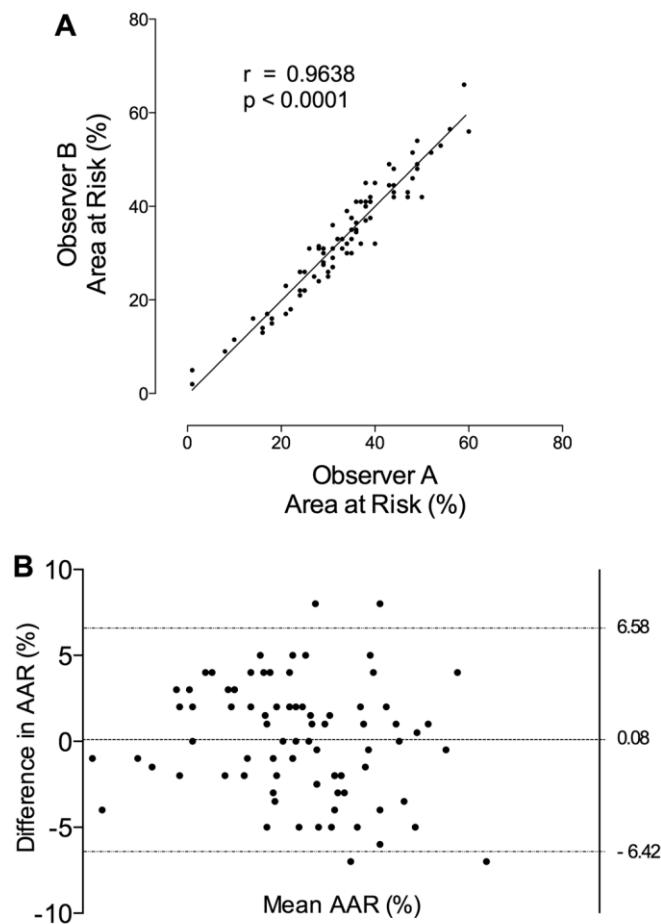 A
80
60
40
20
0
r = 0.9638
p < 0.0001
Observer B
Area at Risk (%)
0 20 40 60 80
Observer A
Area at Risk (%)
B
10
5
0
-5
-10
Difference in AAR (%)
6.58
0.08
- 6.42
Mean AAR (%)